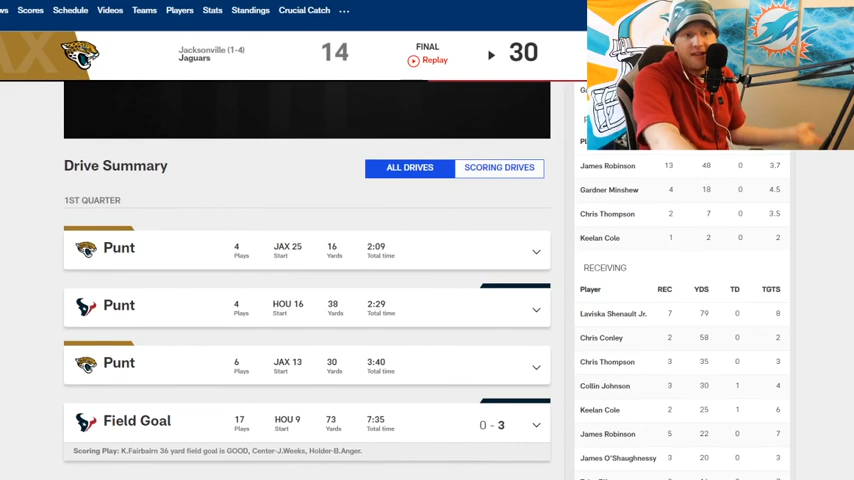 ws Scores Schedule Videos Teams Players Stats Standings Crucial Catch ...
Jacksonville (1-4)
Jaguars
14
FINAL
Replay
30
Drive Summary
ALL DRIVES
SCORING DRIVES
1ST QUARTER
Punt
4 JAX 25 16 2:09
Plays Start Yards Total time
Punt
4 HOU 16 38 2:29
Plays Start Yards Total time
Punt
6 JAX 13 30 3:40
Plays Start Yards Total time
Field Goal
17 HOU 9 73 7:35
Plays Start Yards Total time
0 - 3
Scoring Play: K.Fairbairn 36 yard field goal is GOOD, Center-J.Weeks, Holder-B.Anger.
James Robinson 13 48 0 3.7
Gardner Minshew 4 18 0 4.5
Chris Thompson 2 7 0 3.5
Keelan Cole 1 2 0 2
RECEIVING
Player REC YDS TD TGTS
Laviska Shenault Jr. 7 79 0 8
Chris Conley 2 58 0 2
Chris Thompson 3 35 0 3
Collin Johnson 3 30 1 4
Keelan Cole 2 25 1 6
James Robinson 5 22 0 7
James O'Shaughnessy 3 20 0 3